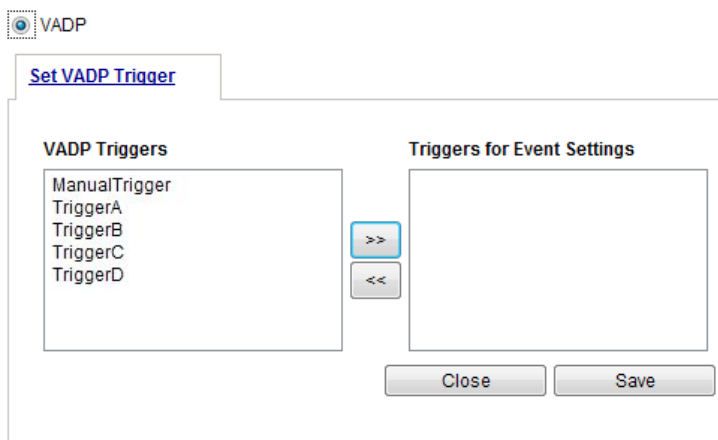 VADP
Set VADP Trigger
VADP Triggers
Triggers for Event Settings
ManualTrigger
TriggerA
TriggerB
TriggerC
TriggerD
>>
<<
Close
Save